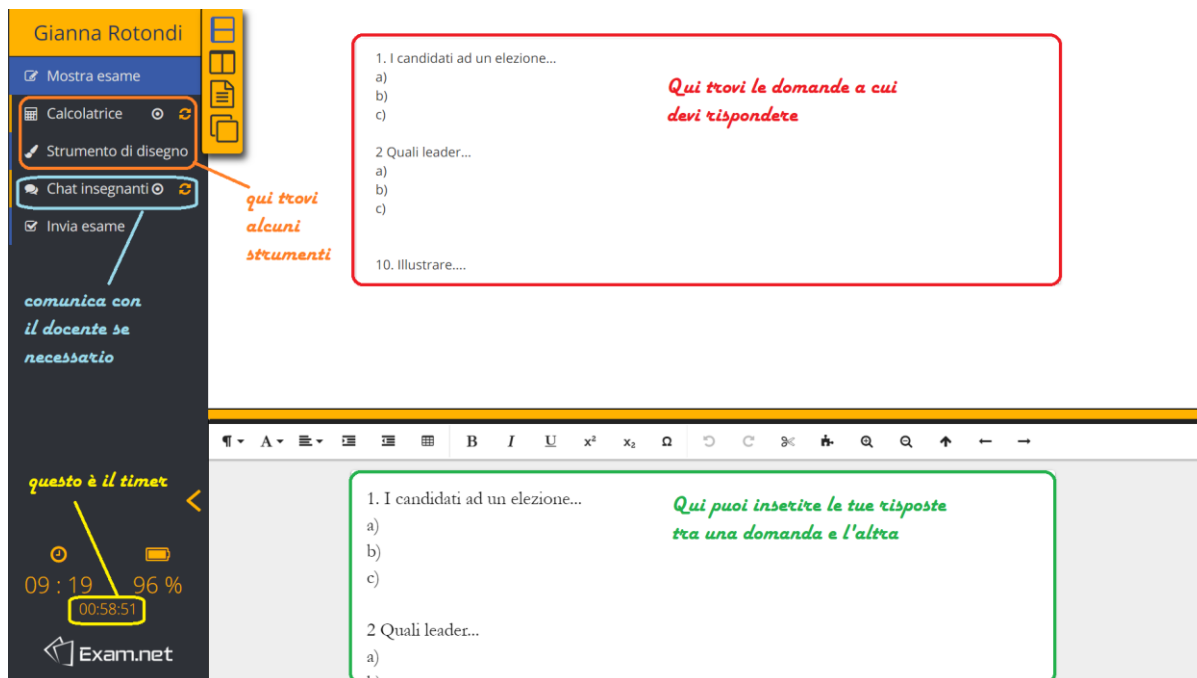 Gianna Rotondi
Mostra esame
Calcolatrice
Strumento di disegno
Chat insegnanti
Invia esame
comunica con
il docente se
necessario
qui trovi
alcuni
strumenti
questo è il timer
09 : 19
96 %
00:58:51
Exam.net
1. I candidati ad un elezione...
a)
b)
c)
2 Quali leader...
a)
b)
c)
10. Illustrare....
Qui trovi le domande a cui
devi rispondere
¶ A B I U x² x₂ Ω
1. I candidati ad un elezione...
a)
b)
c)
2 Quali leader...
a)
Qui puoi inserire le tue risposte
tra una domanda e l'altra